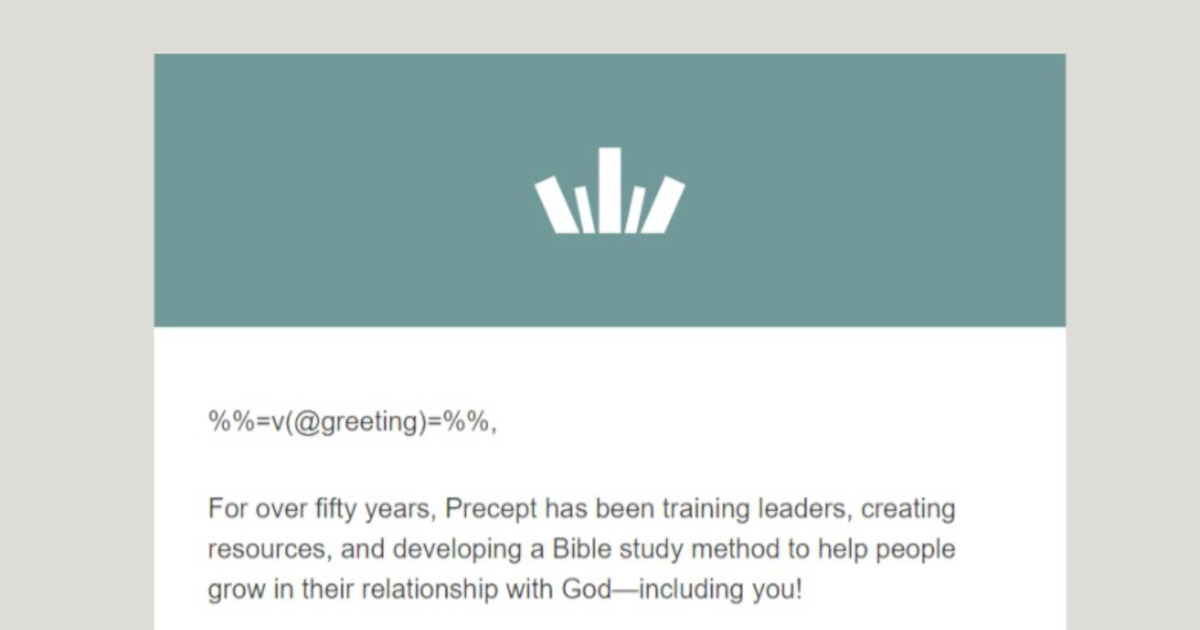 %%=v(@greeting)=%%,
For over fifty years, Precept has been training leaders, creating
resources, and developing a Bible study method to help people
grow in their relationship with God—including you!